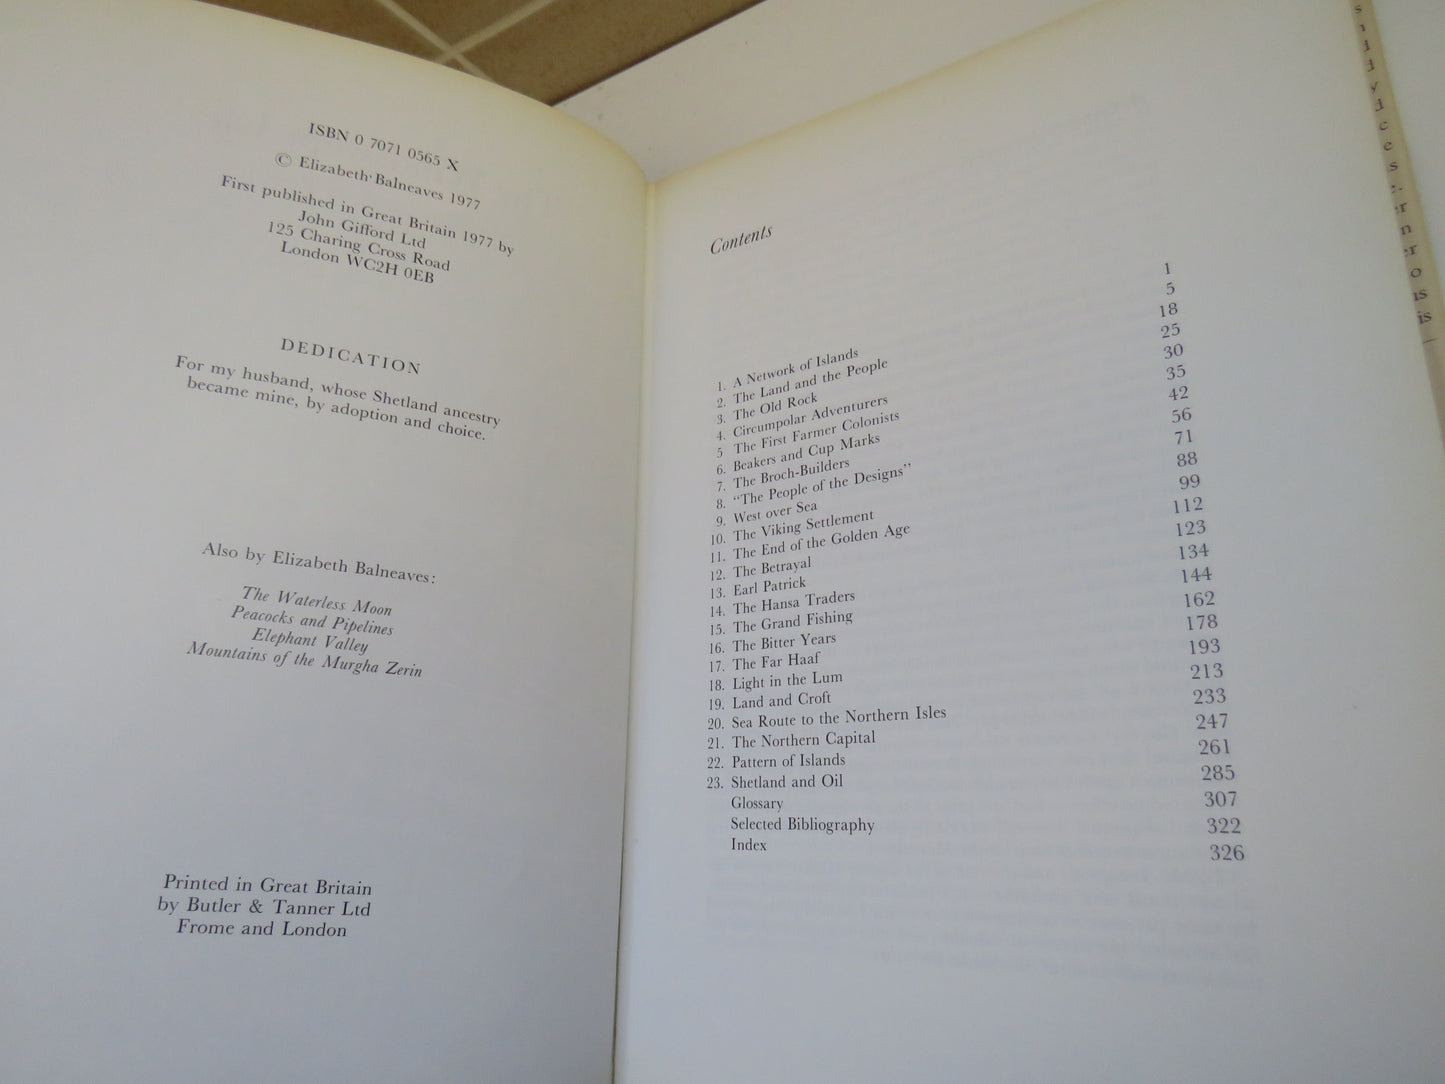 ISBN 0 7071 0565 X
© Elizabeth Balneaves 1977
First published in Great Britain 1977 by
John Gifford Ltd
125 Charing Cross Road
London WC2H 0EB
DEDICATION
For my husband, whose Shetland ancestry
became mine, by adoption and choice.
Also by Elizabeth Balneaves:
The Waterless Moon
Peacocks and Pipelines
Elephant Valley
Mountains of the Murgha Zerin
Printed in Great Britain
by Butler & Tanner Ltd
Frome and London
Contents
1. A Network of Islands 1
2. The Land and the People 5
3. The Old Rock 18
4. Circumpolar Adventurers 25
5 The First Farmer Colonists 30
6. Beakers and Cup Marks 35
7. The Broch-Builders 42
8. "The People of the Designs" 56
9. West over Sea 71
10. The Viking Settlement 88
11. The End of the Golden Age 99
12. The Betrayal 112
13. Earl Patrick 123
14. The Hansa Traders 134
15. The Grand Fishing 144
16. The Bitter Years 162
17. The Far Haaf 178
18. Light in the Lum 193
19. Land and Croft 213
20. Sea Route to the Northern Isles 233
21. The Northern Capital 247
22. Pattern of Islands 261
23. Shetland and Oil 285
Glossary 307
Selected Bibliography 322
Index 326